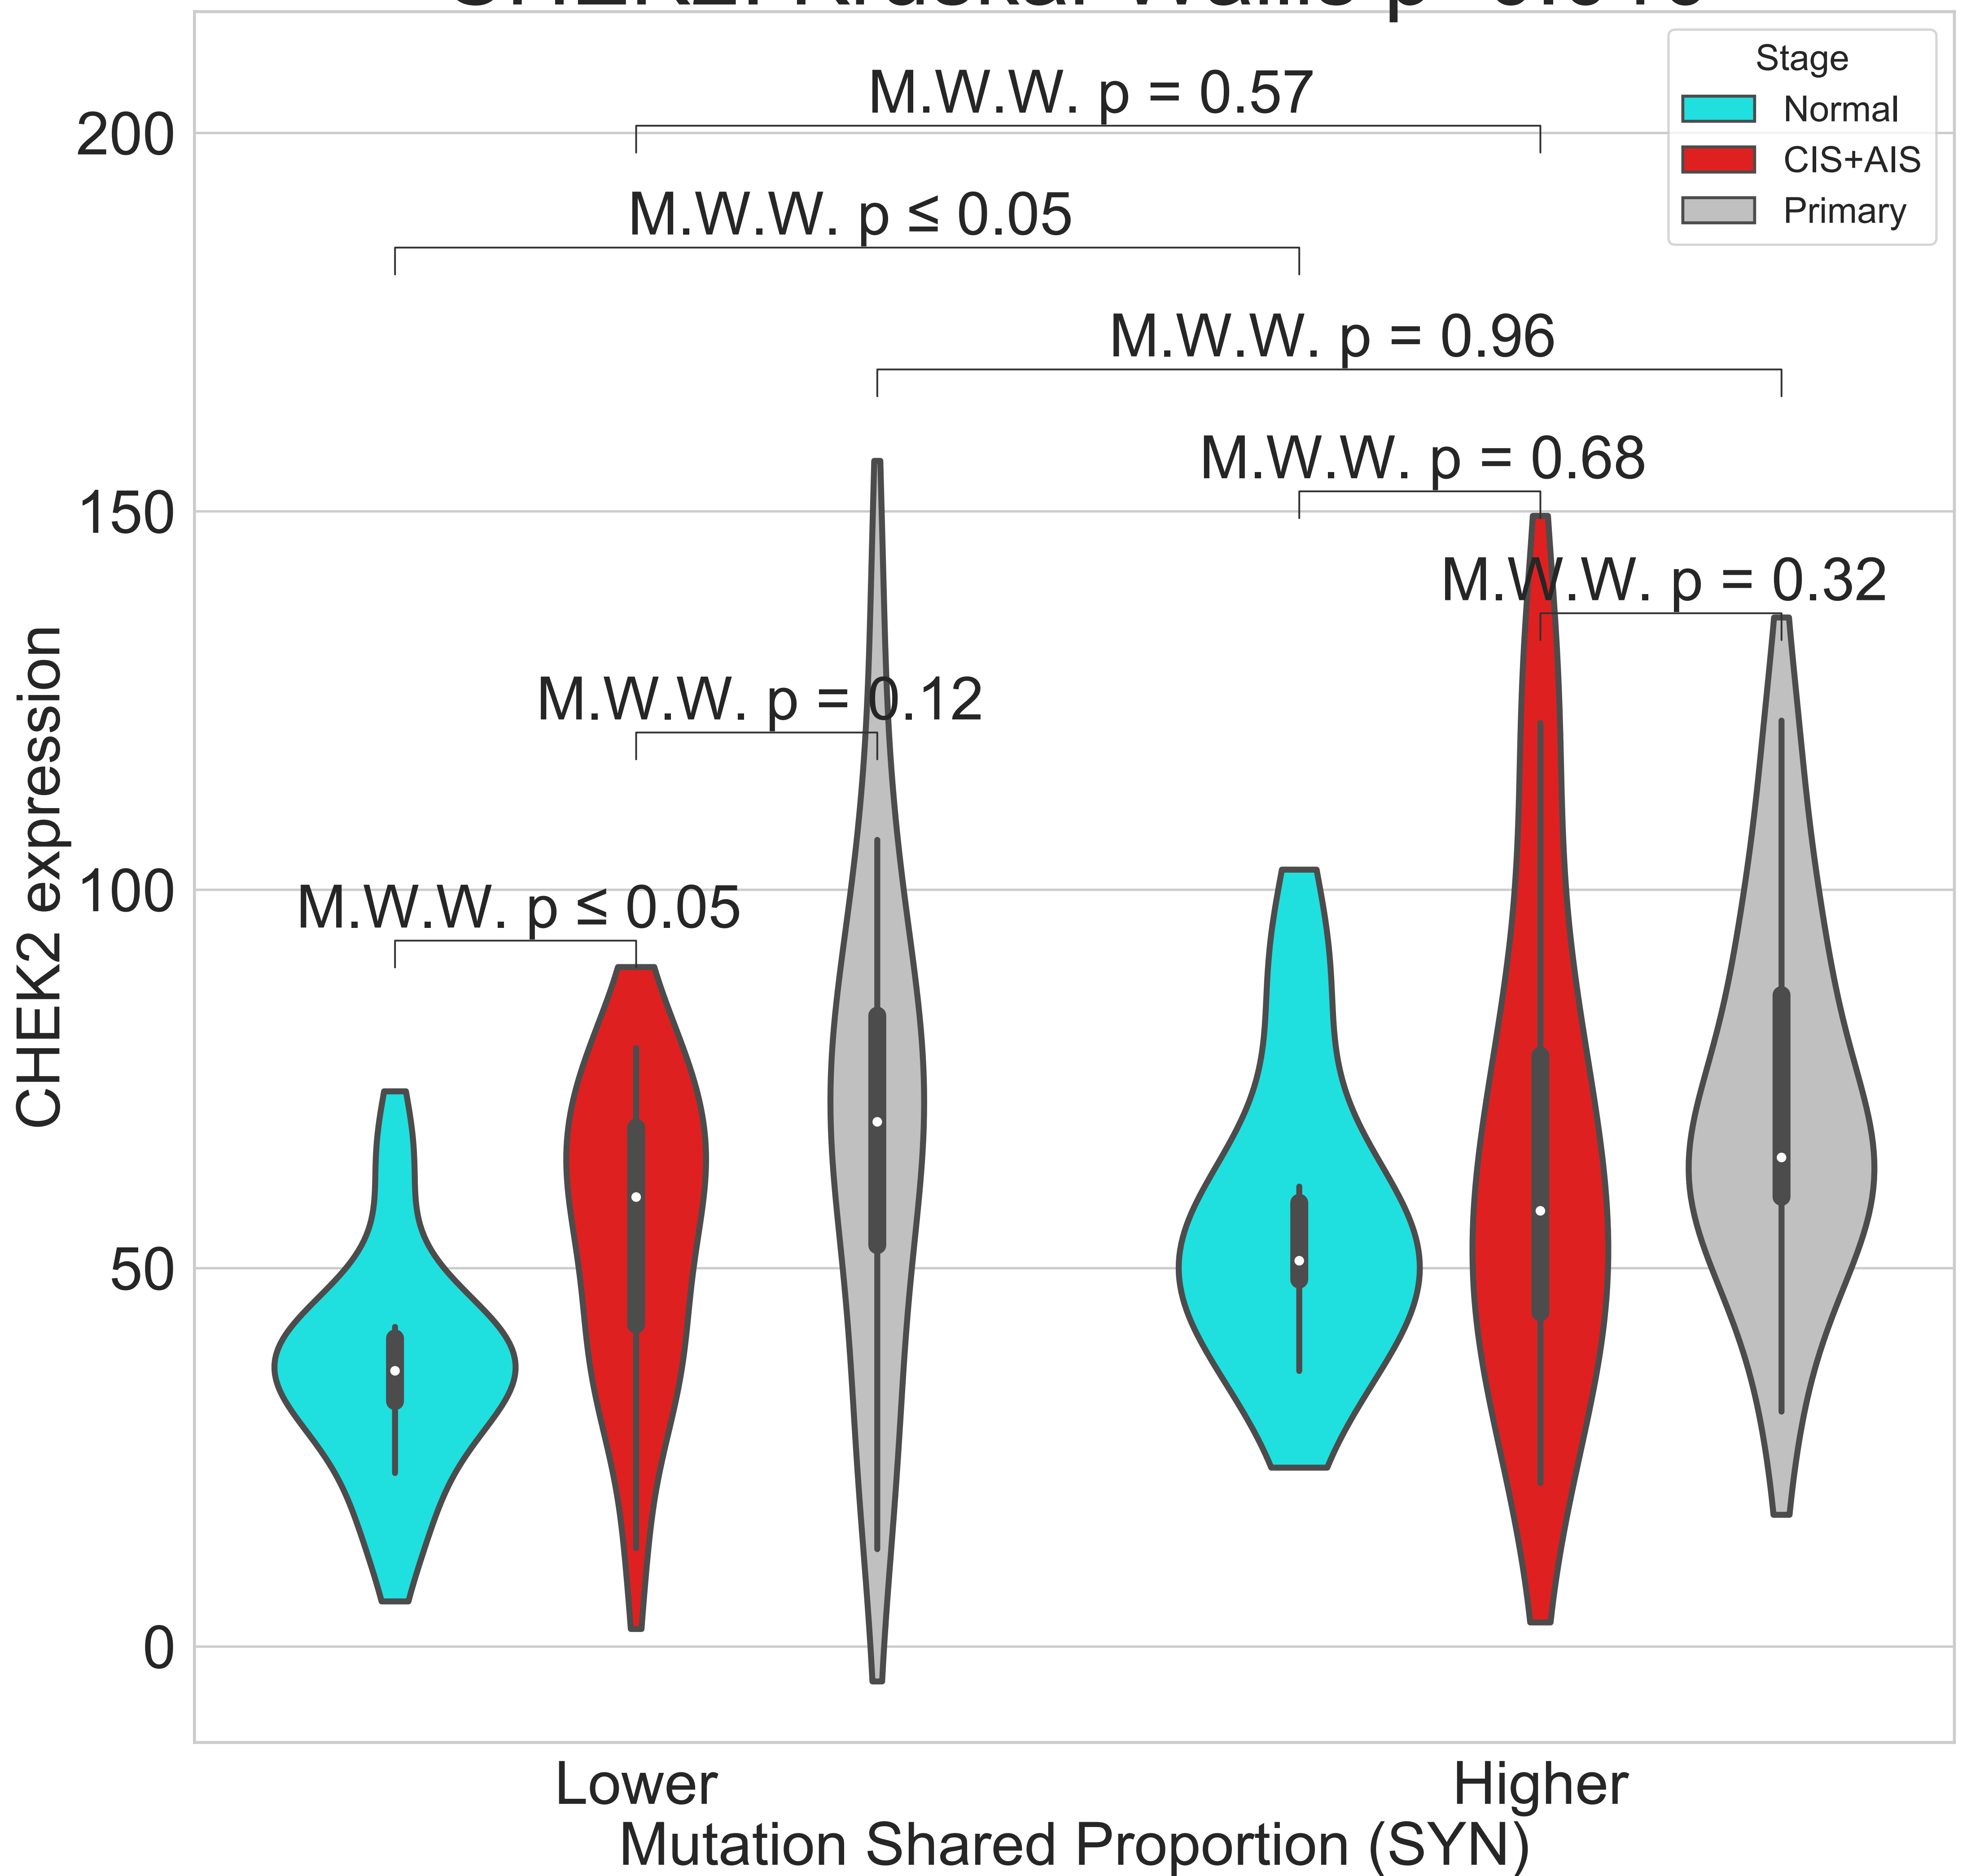 Stage
Normal
CIS+AIS
Primary
M.W.W. p = 0.57
M.W.W. p ≤ 0.05
M.W.W. p = 0.96
M.W.W. p = 0.68
M.W.W. p = 0.32
M.W.W. p = 0.12
M.W.W. p ≤ 0.05
200
150
100
50
0
CHEK2 expression
Lower
Higher
Mutation Shared Proportion (SYN)